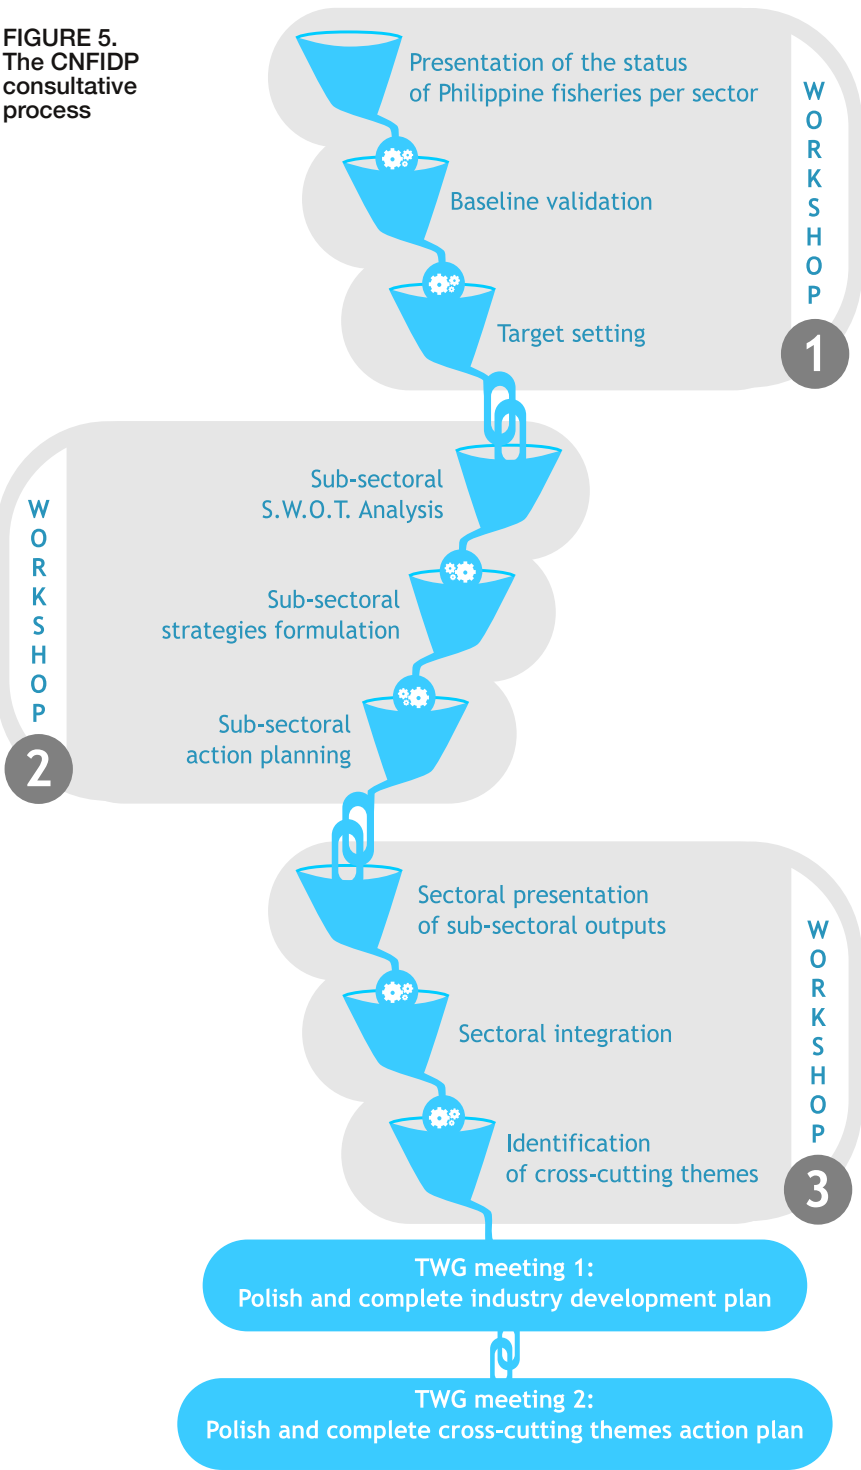 FIGURE 5.
The CNFIDP
consultative
process
Presentation of the status
of Philippine fisheries per sector
Baseline validation
Target setting
WORKSHOP
1
Sub-sectoral
S.W.O.T. Analysis
Sub-sectoral
strategies formulation
Sub-sectoral
action planning
WORKSHOP
2
Sectoral presentation
of sub-sectoral outputs
Sectoral integration
Identification
of cross-cutting themes
WORKSHOP
3
TWG meeting 1:
Polish and complete industry development plan
TWG meeting 2:
Polish and complete cross-cutting themes action plan